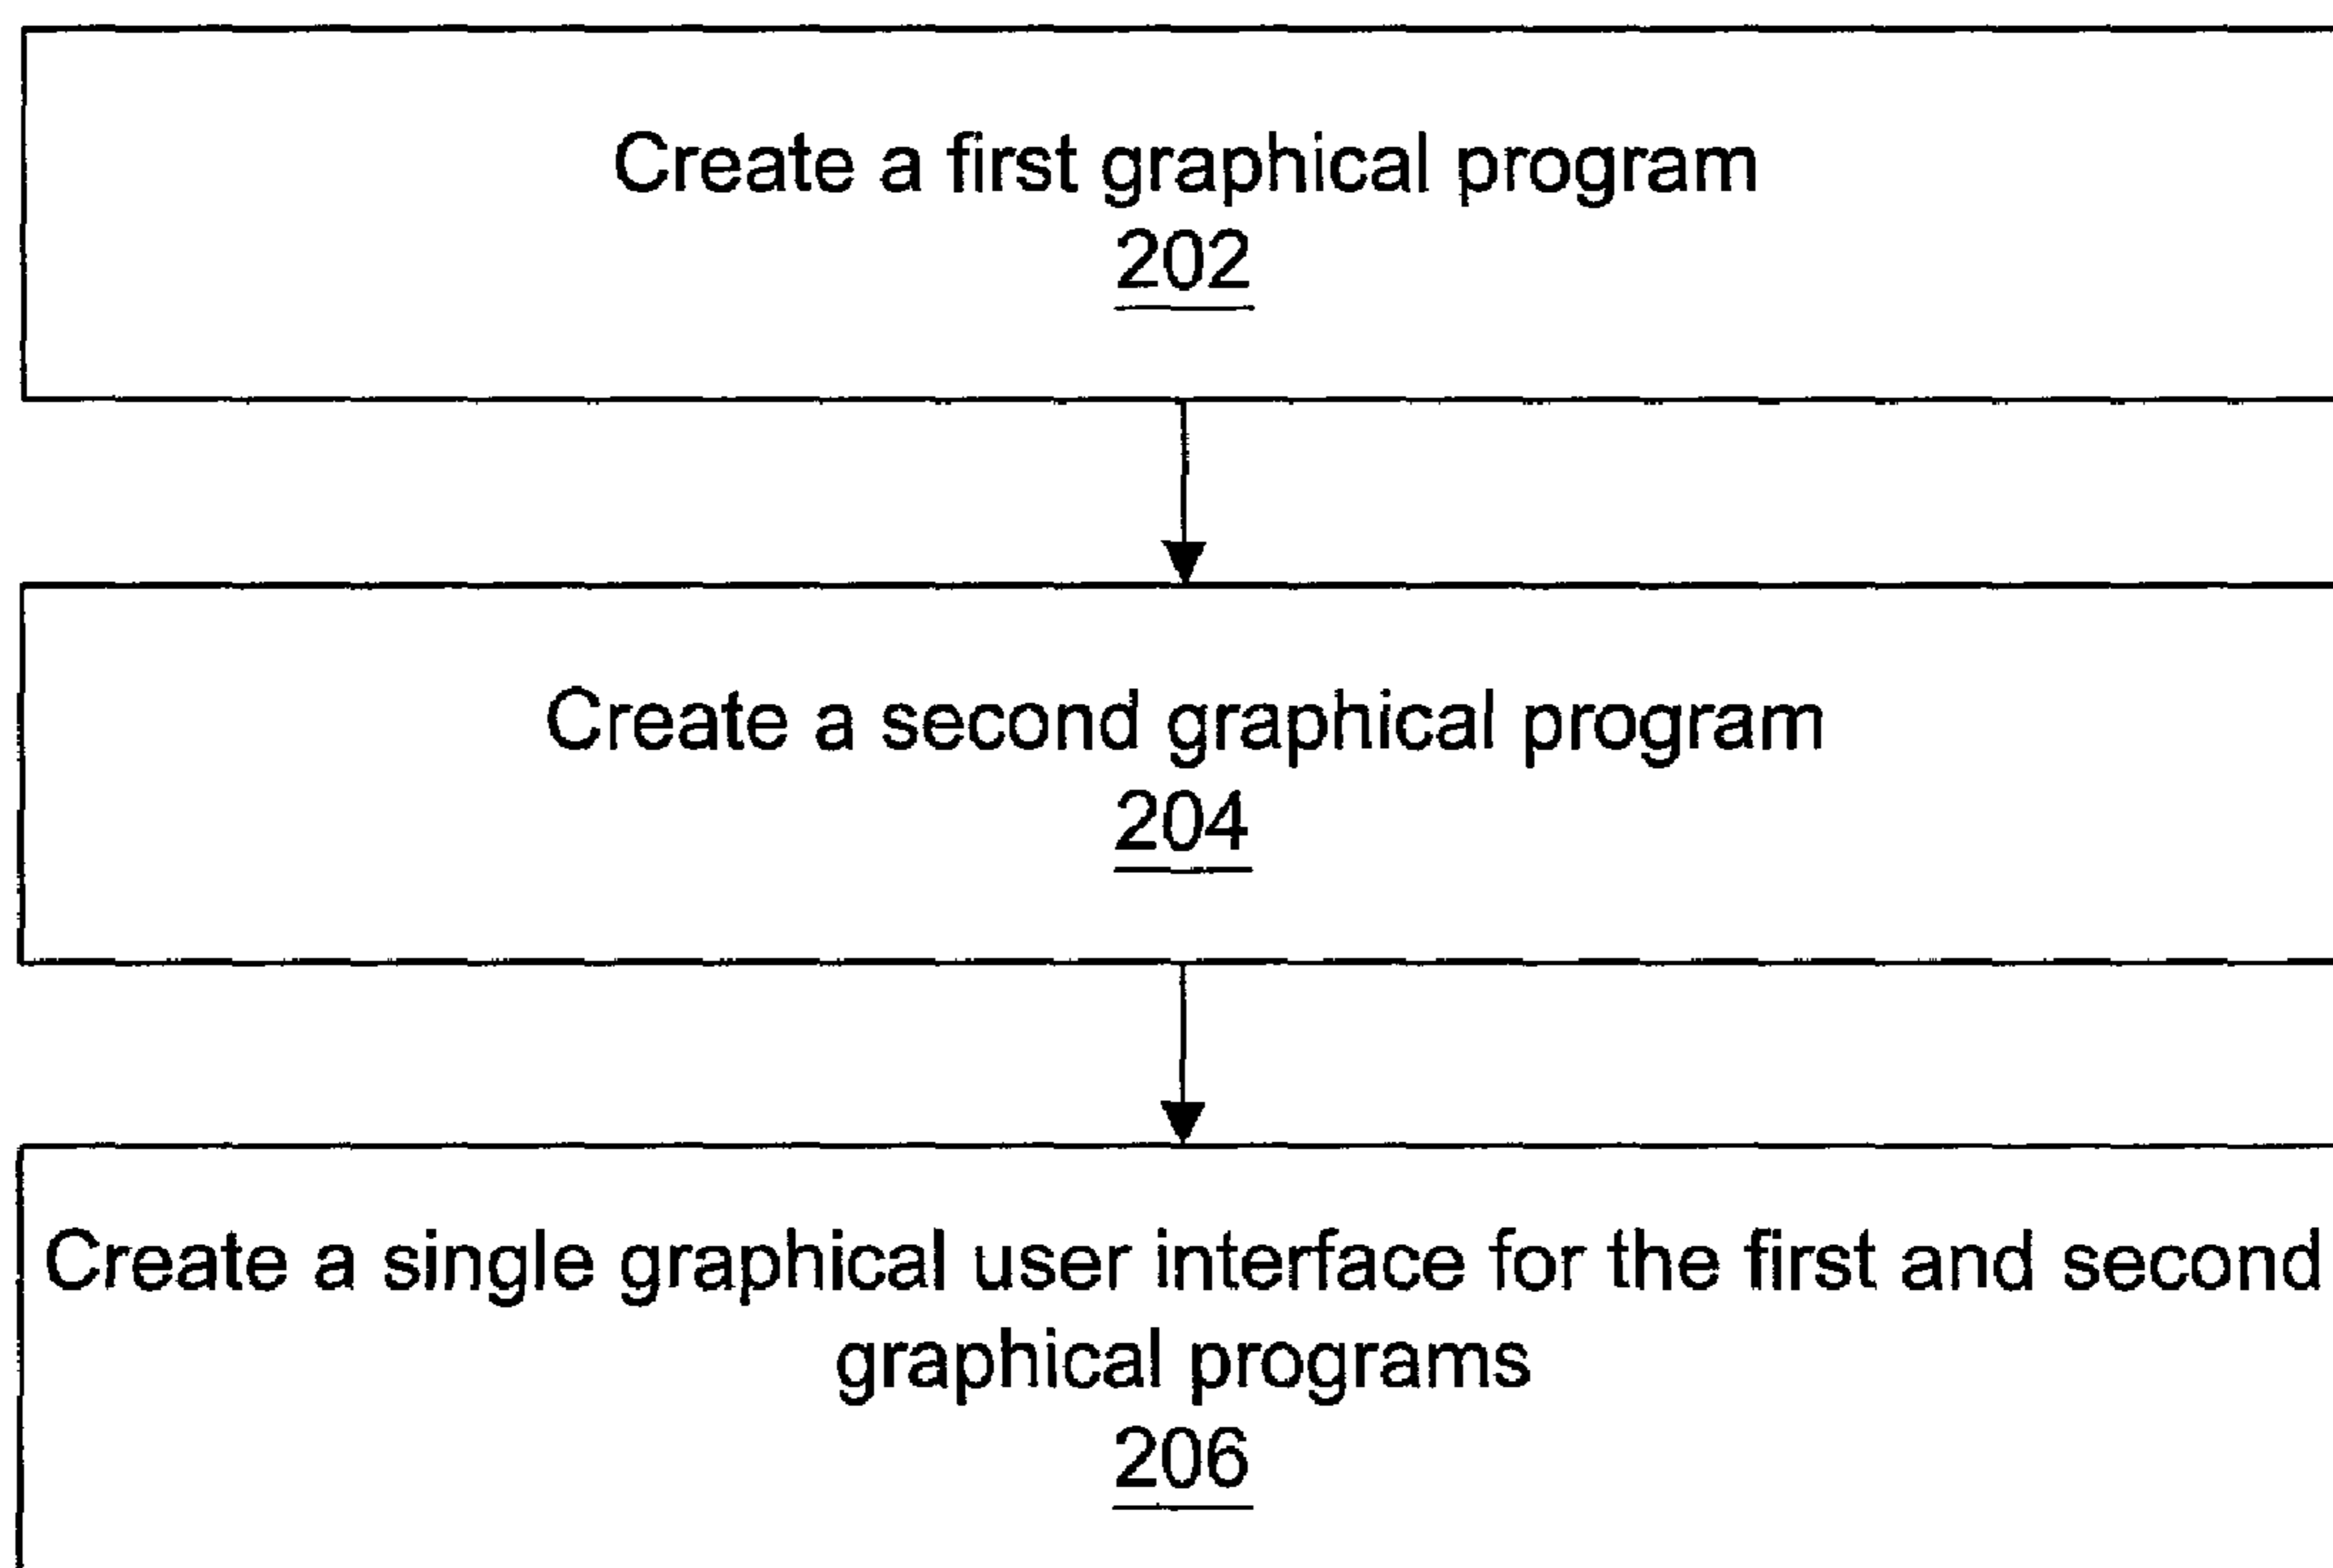 Create a first graphical program
202
Create a second graphical program
204
Create a single graphical user interface for the first and second
graphical programs
206